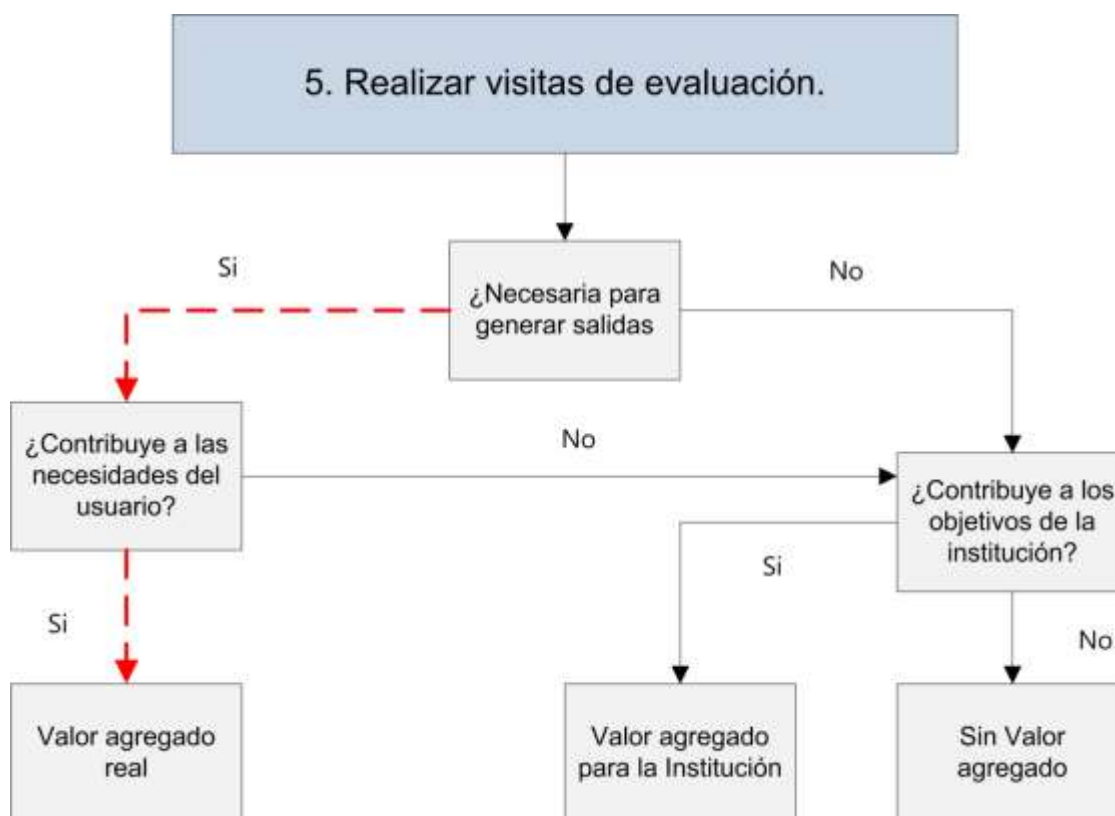 5. Realizar visitas de evaluación.
Si
No
¿Necesaria para
generar salidas
¿Contribuye a las
necesidades del
usuario?
No
¿Contribuye a los
objetivos de la
institución?
Si
Si
No
Valor agregado
real
Valor agregado
para la Institución
Sin Valor
agregado